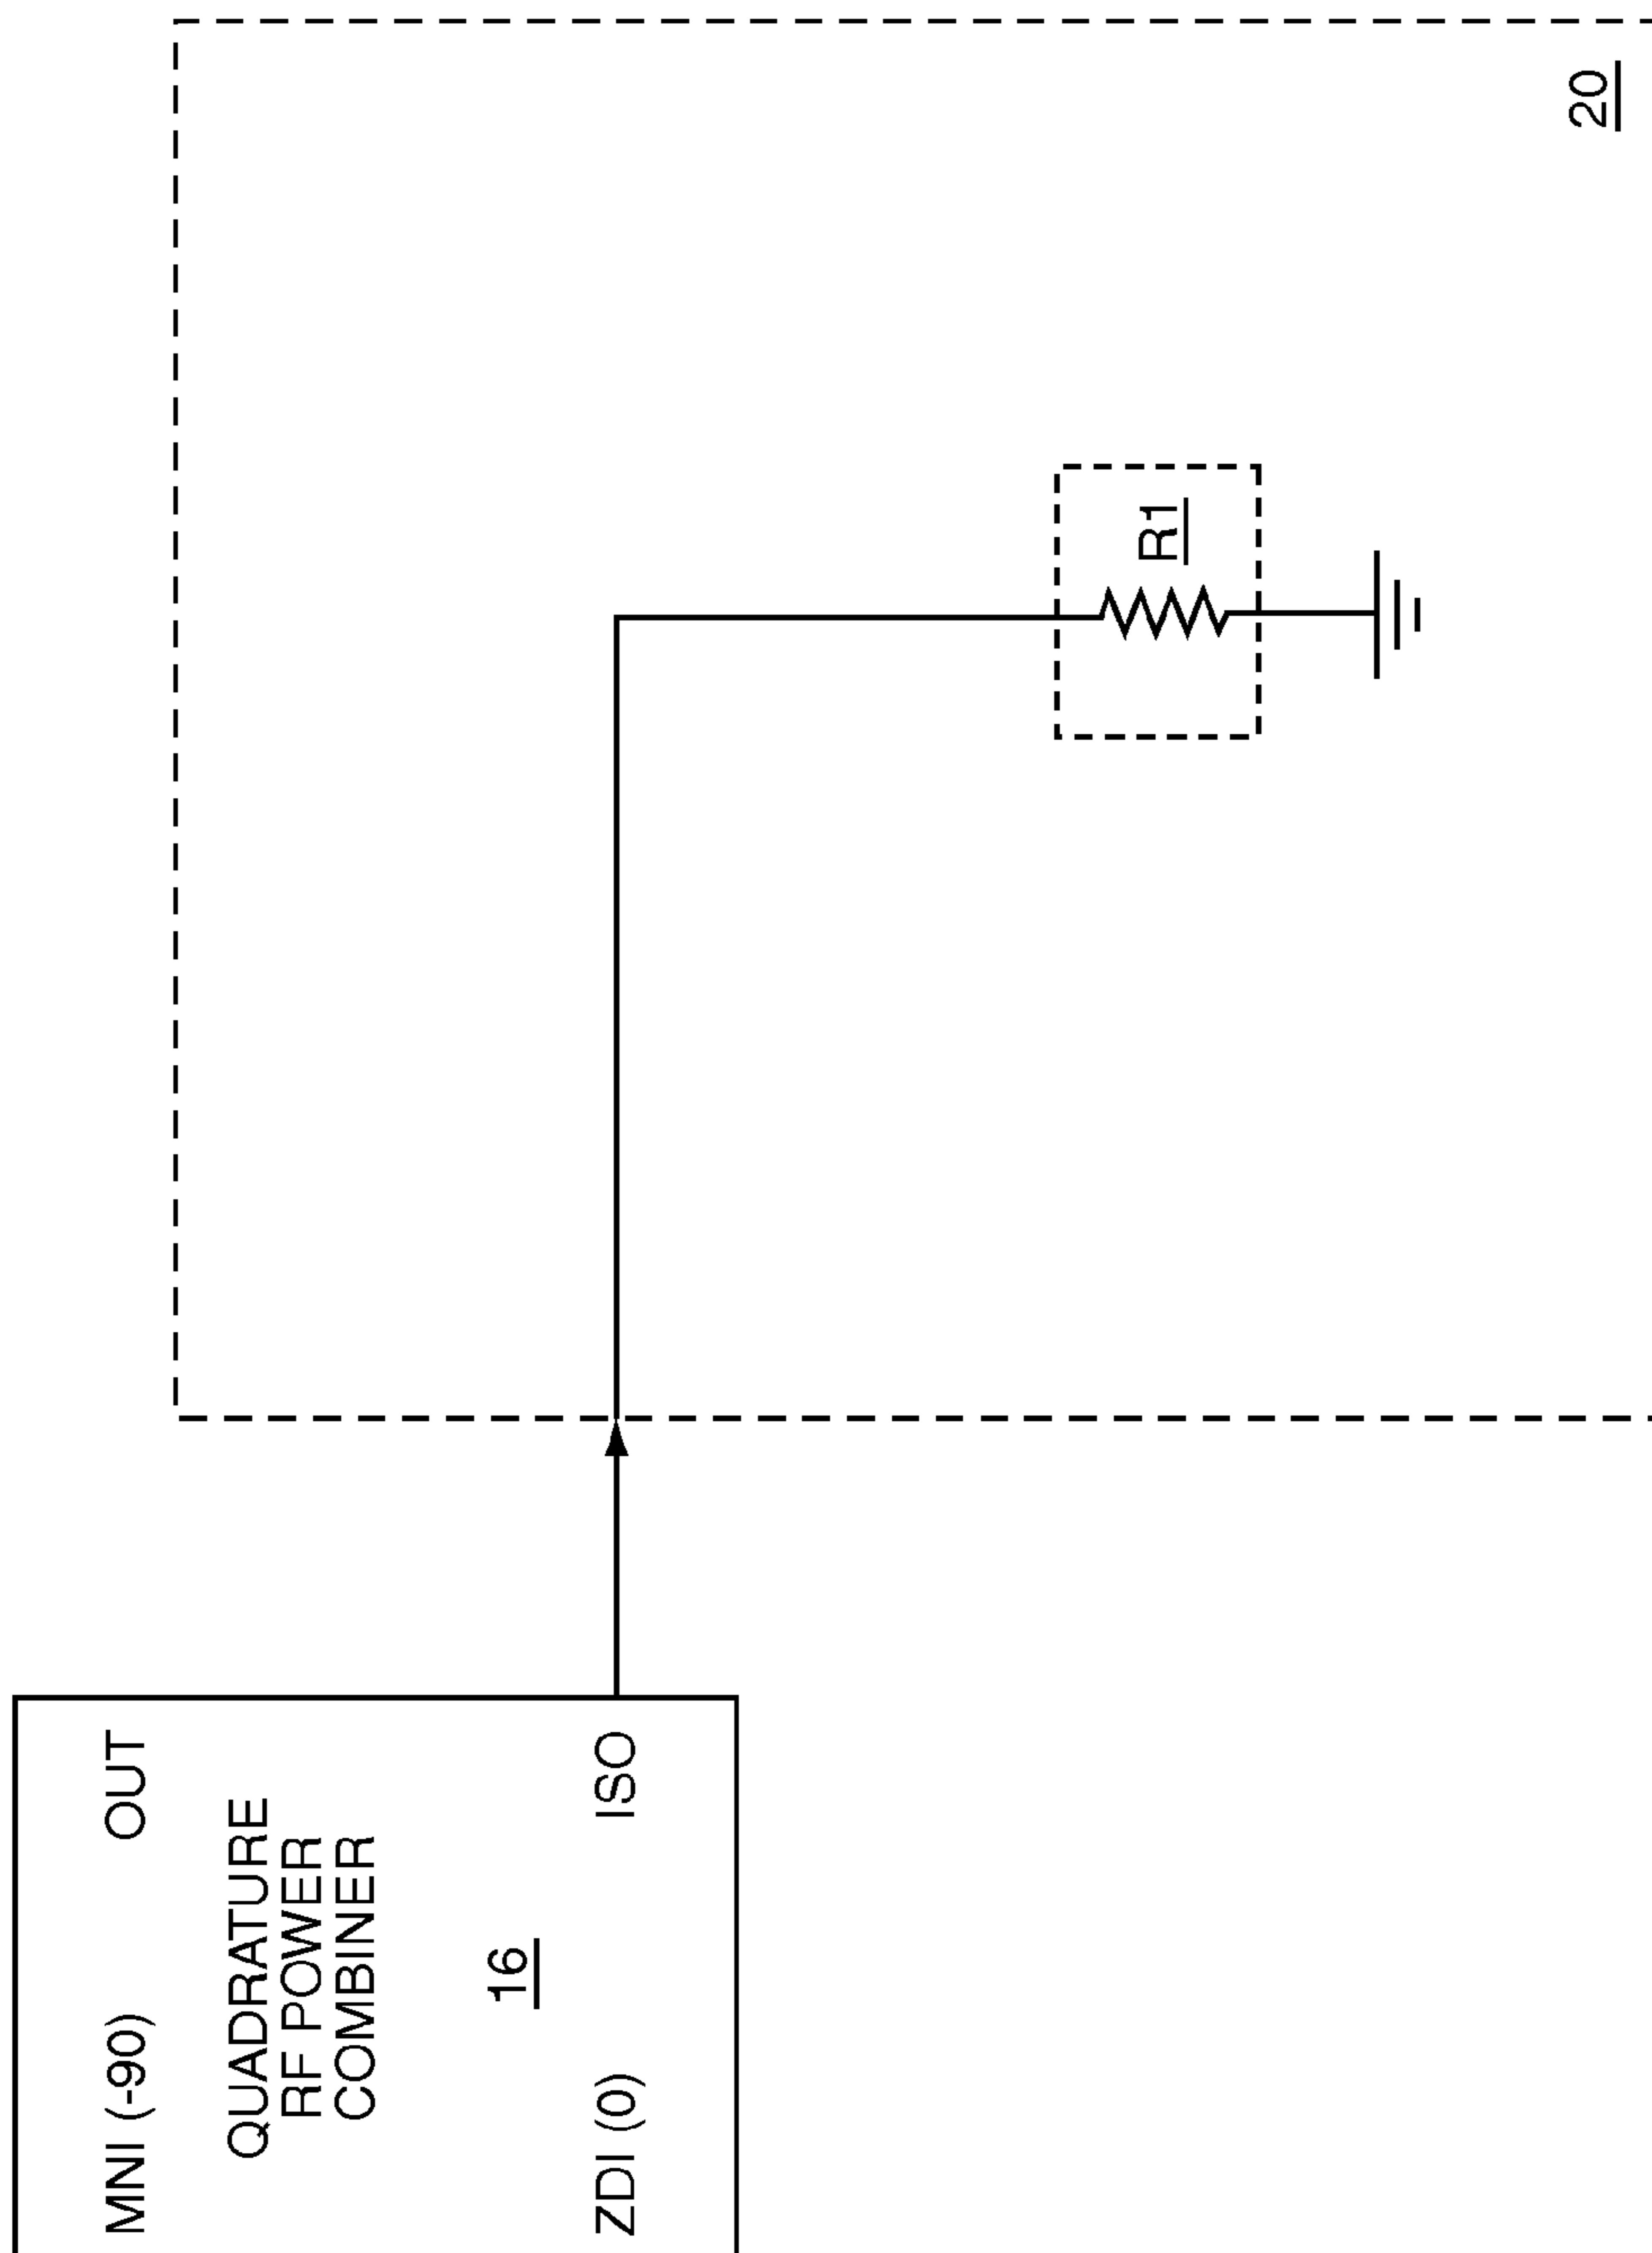 MNI (-90) OUT
QUADRATURE
RF POWER
COMBINER
16
ZDI (0) ISO
R1
20